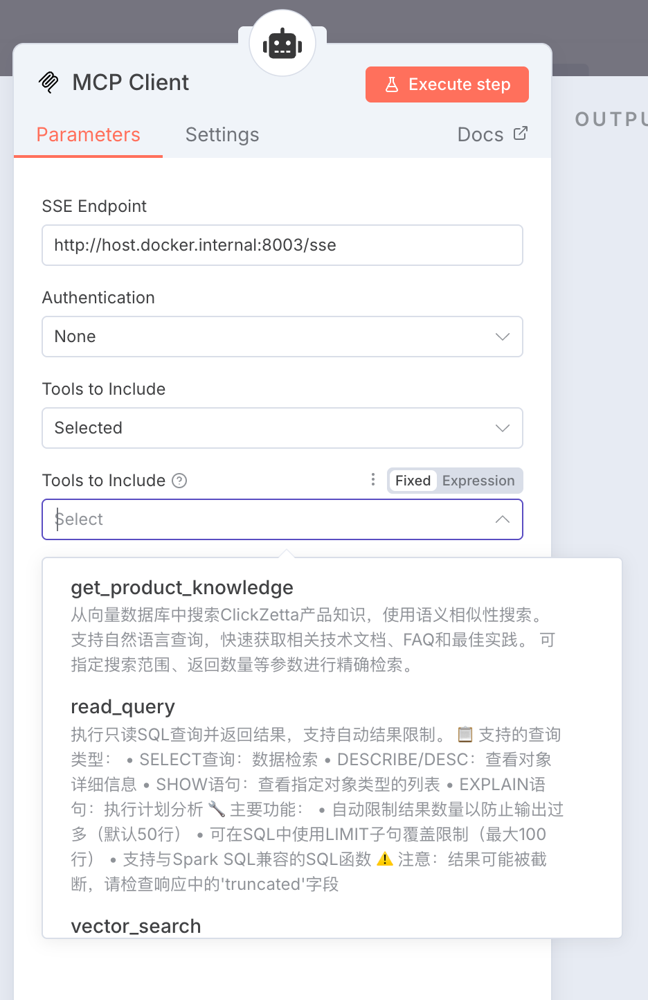 MCP Client
Execute step
OUTPU
Parameters
Settings
Docs
SSE Endpoint
http://host.docker.internal:8003/sse
Authentication
None
Tools to Include
Selected
Tools to Include
Fixed
Expression
Select
get_product_knowledge
从向量数据库中搜索ClickZetta产品知识，使用语义相似性搜索。
支持自然语言查询，快速获取相关技术文档、FAQ和最佳实践。 可
指定搜索范围、返回数量等参数进行精确检索。
read_query
执行只读SQL查询并返回结果，支持自动结果限制。 📋 支持的查询
类型： • SELECT查询：数据检索 • DESCRIBE/DESC：查看对象
详细信息 • SHOW语句：查看指定对象类型的列表 • EXPLAIN语
句：执行计划分析 🔧 主要功能： • 自动限制结果数量以防止输出过
多（默认50行） • 可在SQL中使用LIMIT子句覆盖限制（最大100
行） • 支持与Spark SQL兼容的SQL函数 ⚠️ 注意：结果可能被截
断，请检查响应中的'truncated'字段
vector_search